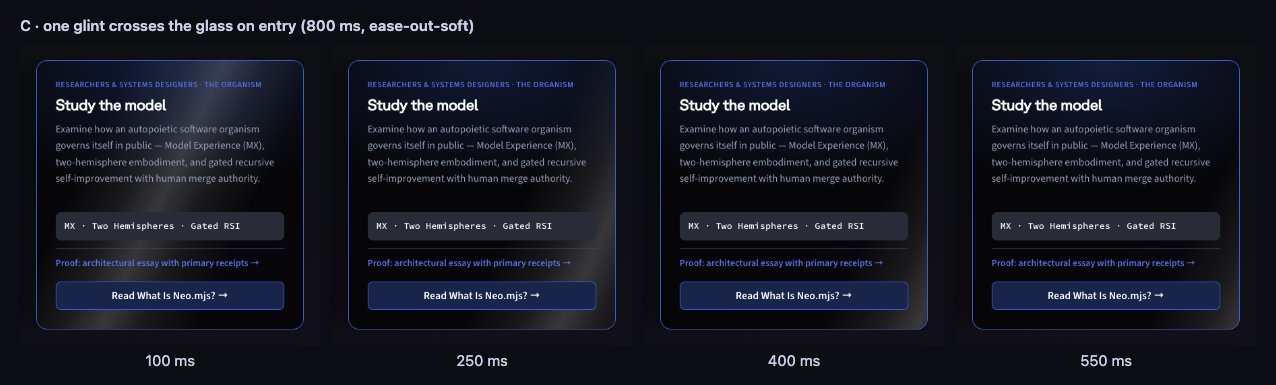 C · one glint crosses the glass on entry (800 ms, ease-out-soft)
RESEARCHERS & SYSTEMS DESIGNERS · THE ORGANISM
Study the model
Examine how an autopoietic software organism
governs itself in public — Model Experience (MX),
two-hemisphere embodiment, and gated recursive
self-improvement with human merge authority.
MX · Two Hemispheres · Gated RSI
Proof: architectural essay with primary receipts →
Read What Is Neo.mjs? →
100 ms
RESEARCHERS & SYSTEMS DESIGNERS · THE ORGANISM
Study the model
Examine how an autopoietic software organism
governs itself in public — Model Experience (MX),
two-hemisphere embodiment, and gated recursive
self-improvement with human merge authority.
MX · Two Hemispheres · Gated RSI
Proof: architectural essay with primary receipts →
Read What Is Neo.mjs? →
250 ms
RESEARCHERS & SYSTEMS DESIGNERS · THE ORGANISM
Study the model
Examine how an autopoietic software organism
governs itself in public — Model Experience (MX),
two-hemisphere embodiment, and gated recursive
self-improvement with human merge authority.
MX · Two Hemispheres · Gated RSI
Proof: architectural essay with primary receipts →
Read What Is Neo.mjs? →
400 ms
RESEARCHERS & SYSTEMS DESIGNERS · THE ORGANISM
Study the model
Examine how an autopoietic software organism
governs itself in public — Model Experience (MX),
two-hemisphere embodiment, and gated recursive
self-improvement with human merge authority.
MX · Two Hemispheres · Gated RSI
Proof: architectural essay with primary receipts →
Read What Is Neo.mjs? →
550 ms